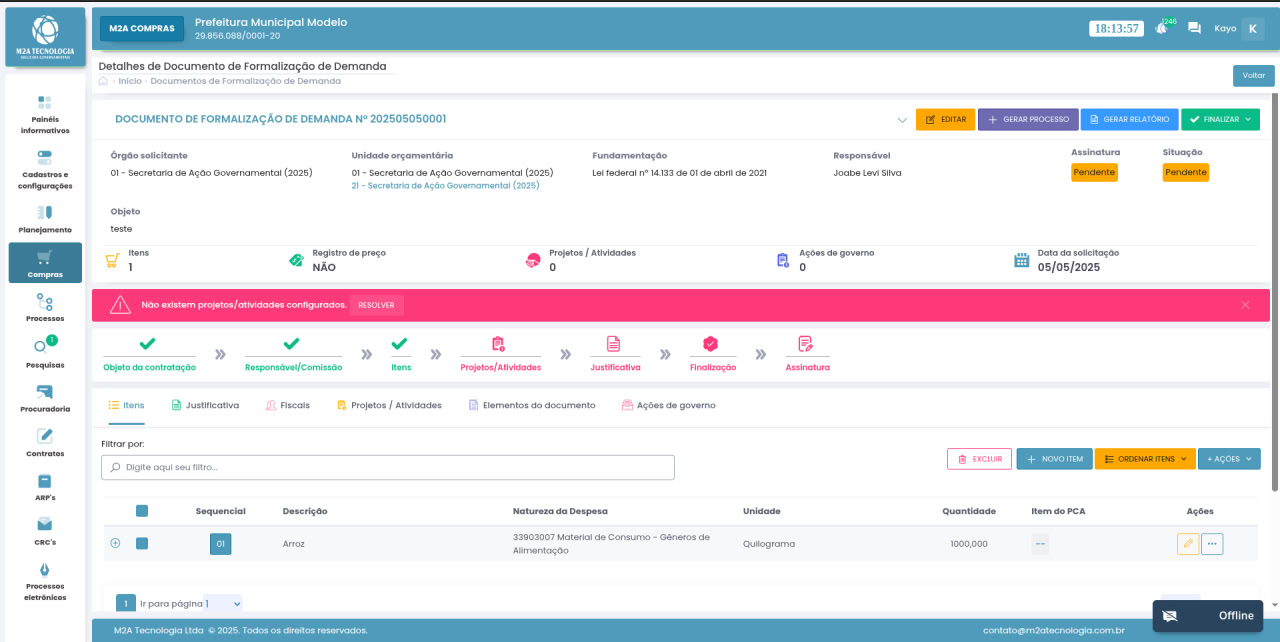 M2A TECNOLOGIA
M2A COMPRAS
Prefeitura Municipal Modelo
29.856.088/0001-20
18:13:57
1246
Kayo
K
Detalhes de Documento de Formalização de Demanda
Início - Documentos de Formalização de Demanda
Voltar
Painéis
informativos
Cadastros e
configurações
Planejamento
Compras
Processos
1
Pesquisas
Procuradoria
Contratos
ARP's
CRC's
Processos
eletrônicos
DOCUMENTO DE FORMALIZAÇÃO DE DEMANDA Nº 202505050001
EDITAR
GERAR PROCESSO
GERAR RELATÓRIO
FINALIZAR
Órgão solicitante
01 - Secretaria de Ação Governamental (2025)
Unidade orçamentária
01 - Secretaria de Ação Governamental (2025)
21 - Secretaria de Ação Governamental (2025)
Fundamentação
Lei federal nº 14.133 de 01 de abril de 2021
Responsável
Joabe Levi Silva
Assinatura
Pendente
Situação
Pendente
Objeto
teste
Itens
1
Registro de preço
NÃO
Projetos / Atividades
0
Ações de governo
0
Data da solicitação
05/05/2025
Não existem projetos/atividades configurados.
RESOLVER
Objeto da contratação
Responsável/Comissão
Itens
Projetos/Atividades
Justificativa
Finalização
Assinatura
Itens
Justificativa
Fiscais
Projetos / Atividades
Elementos do documento
Ações de governo
Filtrar por:
Digite aqui seu filtro...
EXCLUIR
NOVO ITEM
ORDENAR ITENS
+ AÇÕES
Sequencial
Descrição
Natureza da Despesa
Unidade
Quantidade
Item do PCA
Ações
01
Arroz
33903007 Material de Consumo - Gêneros de
Alimentação
Quilograma
1000,000
--
1
Ir para página
1
Offline
M2A Tecnologia Ltda © 2025. Todos os direitos reservados.
contato@m2atecnologia.com.br